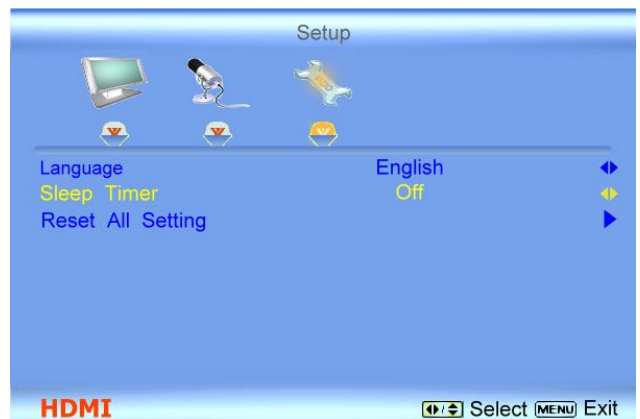 Setup
Language English
Sleep Timer Off
Reset All Setting
HDMI Select MENU Exit